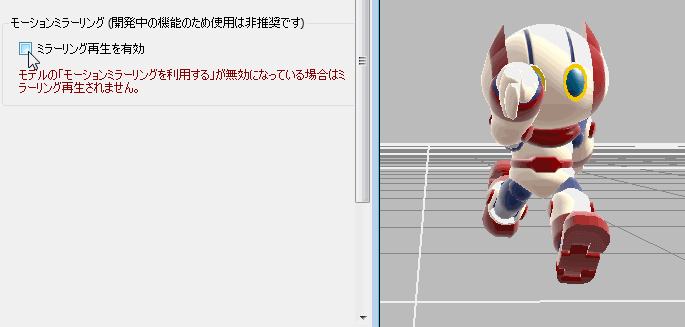 モーションミラーリング (開発中の機能のため使用は非推奨です)
ミラーリング再生を有効
モデルの「モーションミラーリングを利用する」が無効になっている場合はミ
ラーリング再生されません。